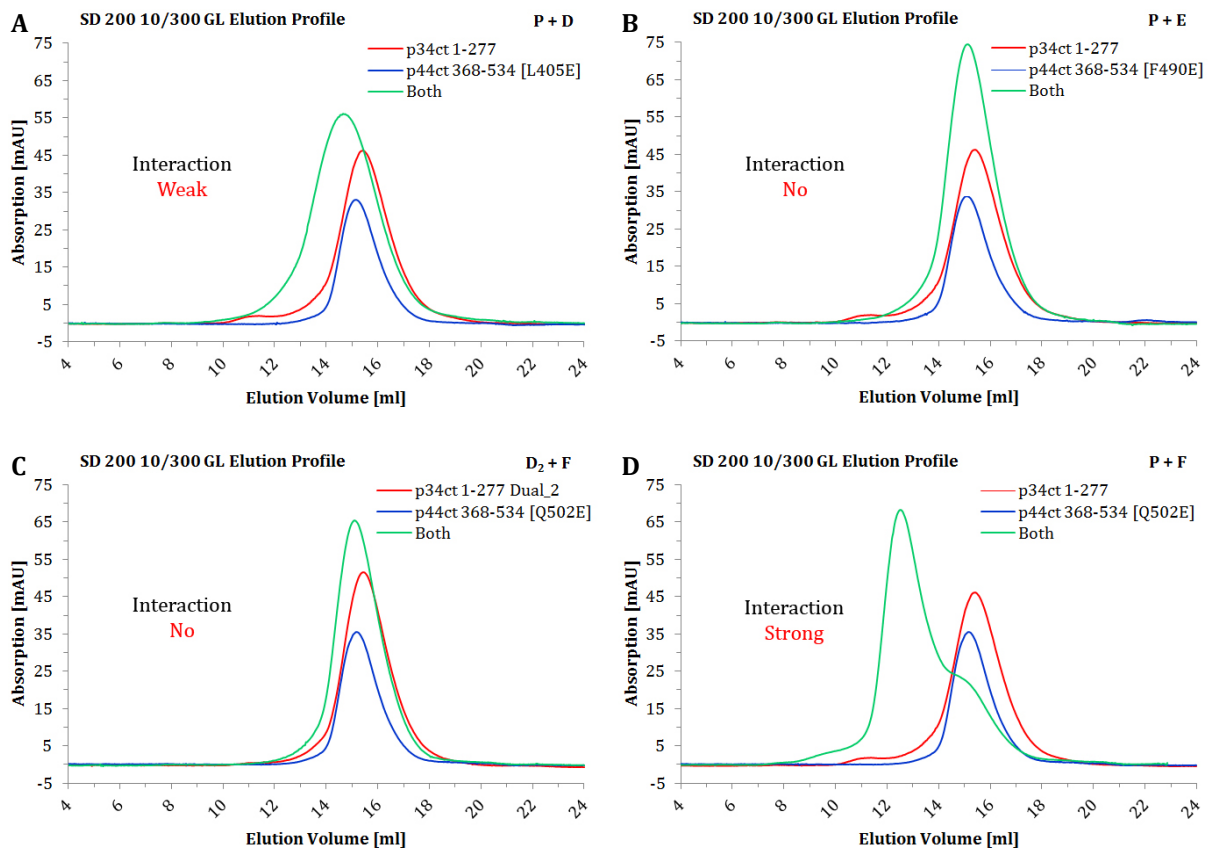 A
SD 200 10/300 GL Elution Profile
P + D
p34ct 1-277
p44ct 368-534 [L405E]
Both
Interaction
Weak
Absorption [mAU]
75
65
55
45
35
25
15
5
-5
4
6
8
10
12
14
16
18
20
22
24
Elution Volume [ml]
B
SD 200 10/300 GL Elution Profile
P + E
p34ct 1-277
p44ct 368-534 [F490E]
Both
Interaction
No
Absorption [mAU]
75
65
55
45
35
25
15
5
-5
4
6
8
10
12
14
16
18
20
22
24
Elution Volume [ml]
C
SD 200 10/300 GL Elution Profile
D₂ + F
p34ct 1-277 Dual_2
p44ct 368-534 [Q502E]
Both
Interaction
No
Absorption [mAU]
75
65
55
45
35
25
15
5
-5
4
6
8
10
12
14
16
18
20
22
24
Elution Volume [ml]
D
SD 200 10/300 GL Elution Profile
P + F
p34ct 1-277
p44ct 368-534 [Q502E]
Both
Interaction
Strong
Absorption [mAU]
75
65
55
45
35
25
15
5
-5
4
6
8
10
12
14
16
18
20
22
24
Elution Volume [ml]